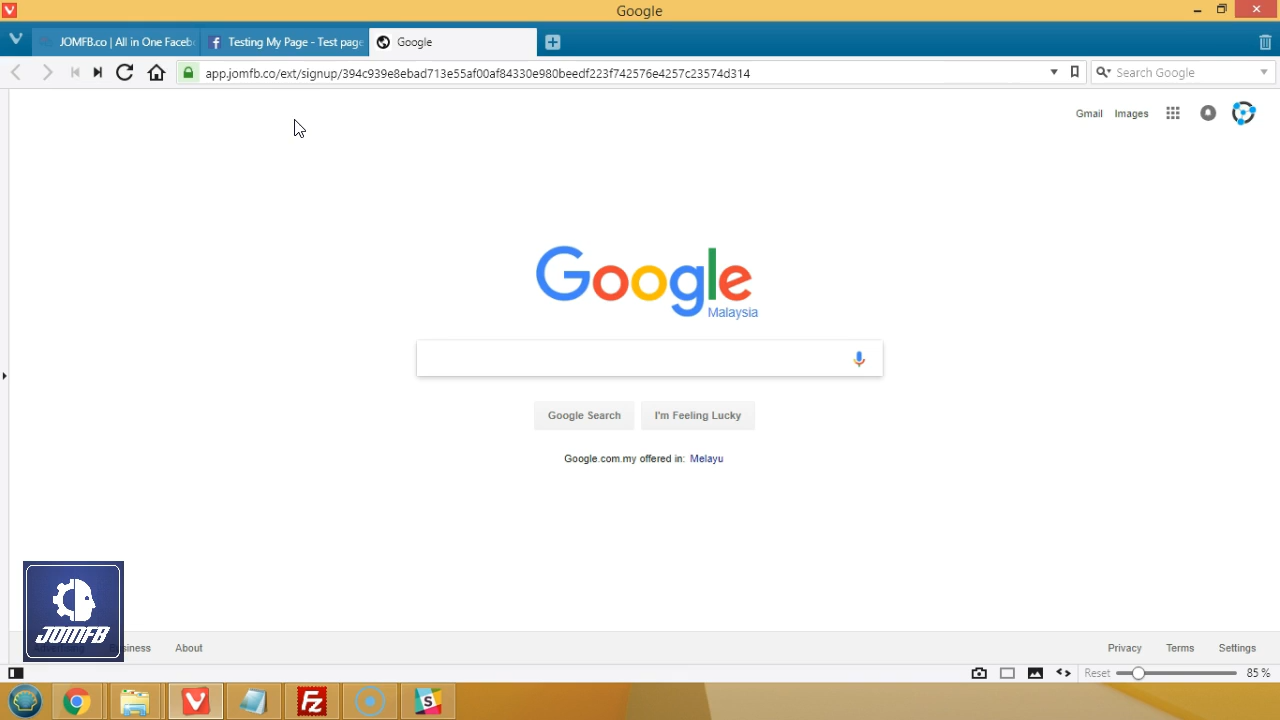 Google
JOMFB.co | All in One Faceb
Testing My Page - Test page
Google
app.jomfb.co/ext/signup/394c939e8ebad713e55af00af84330e980beedf223f742576e4257c23574d314
Search Google
Gmail Images
Google
Malaysia
Google Search I'm Feeling Lucky
Google.com.my offered in: Melayu
JOMFB
Advertising Business About
Privacy Terms Settings
Reset 85 %